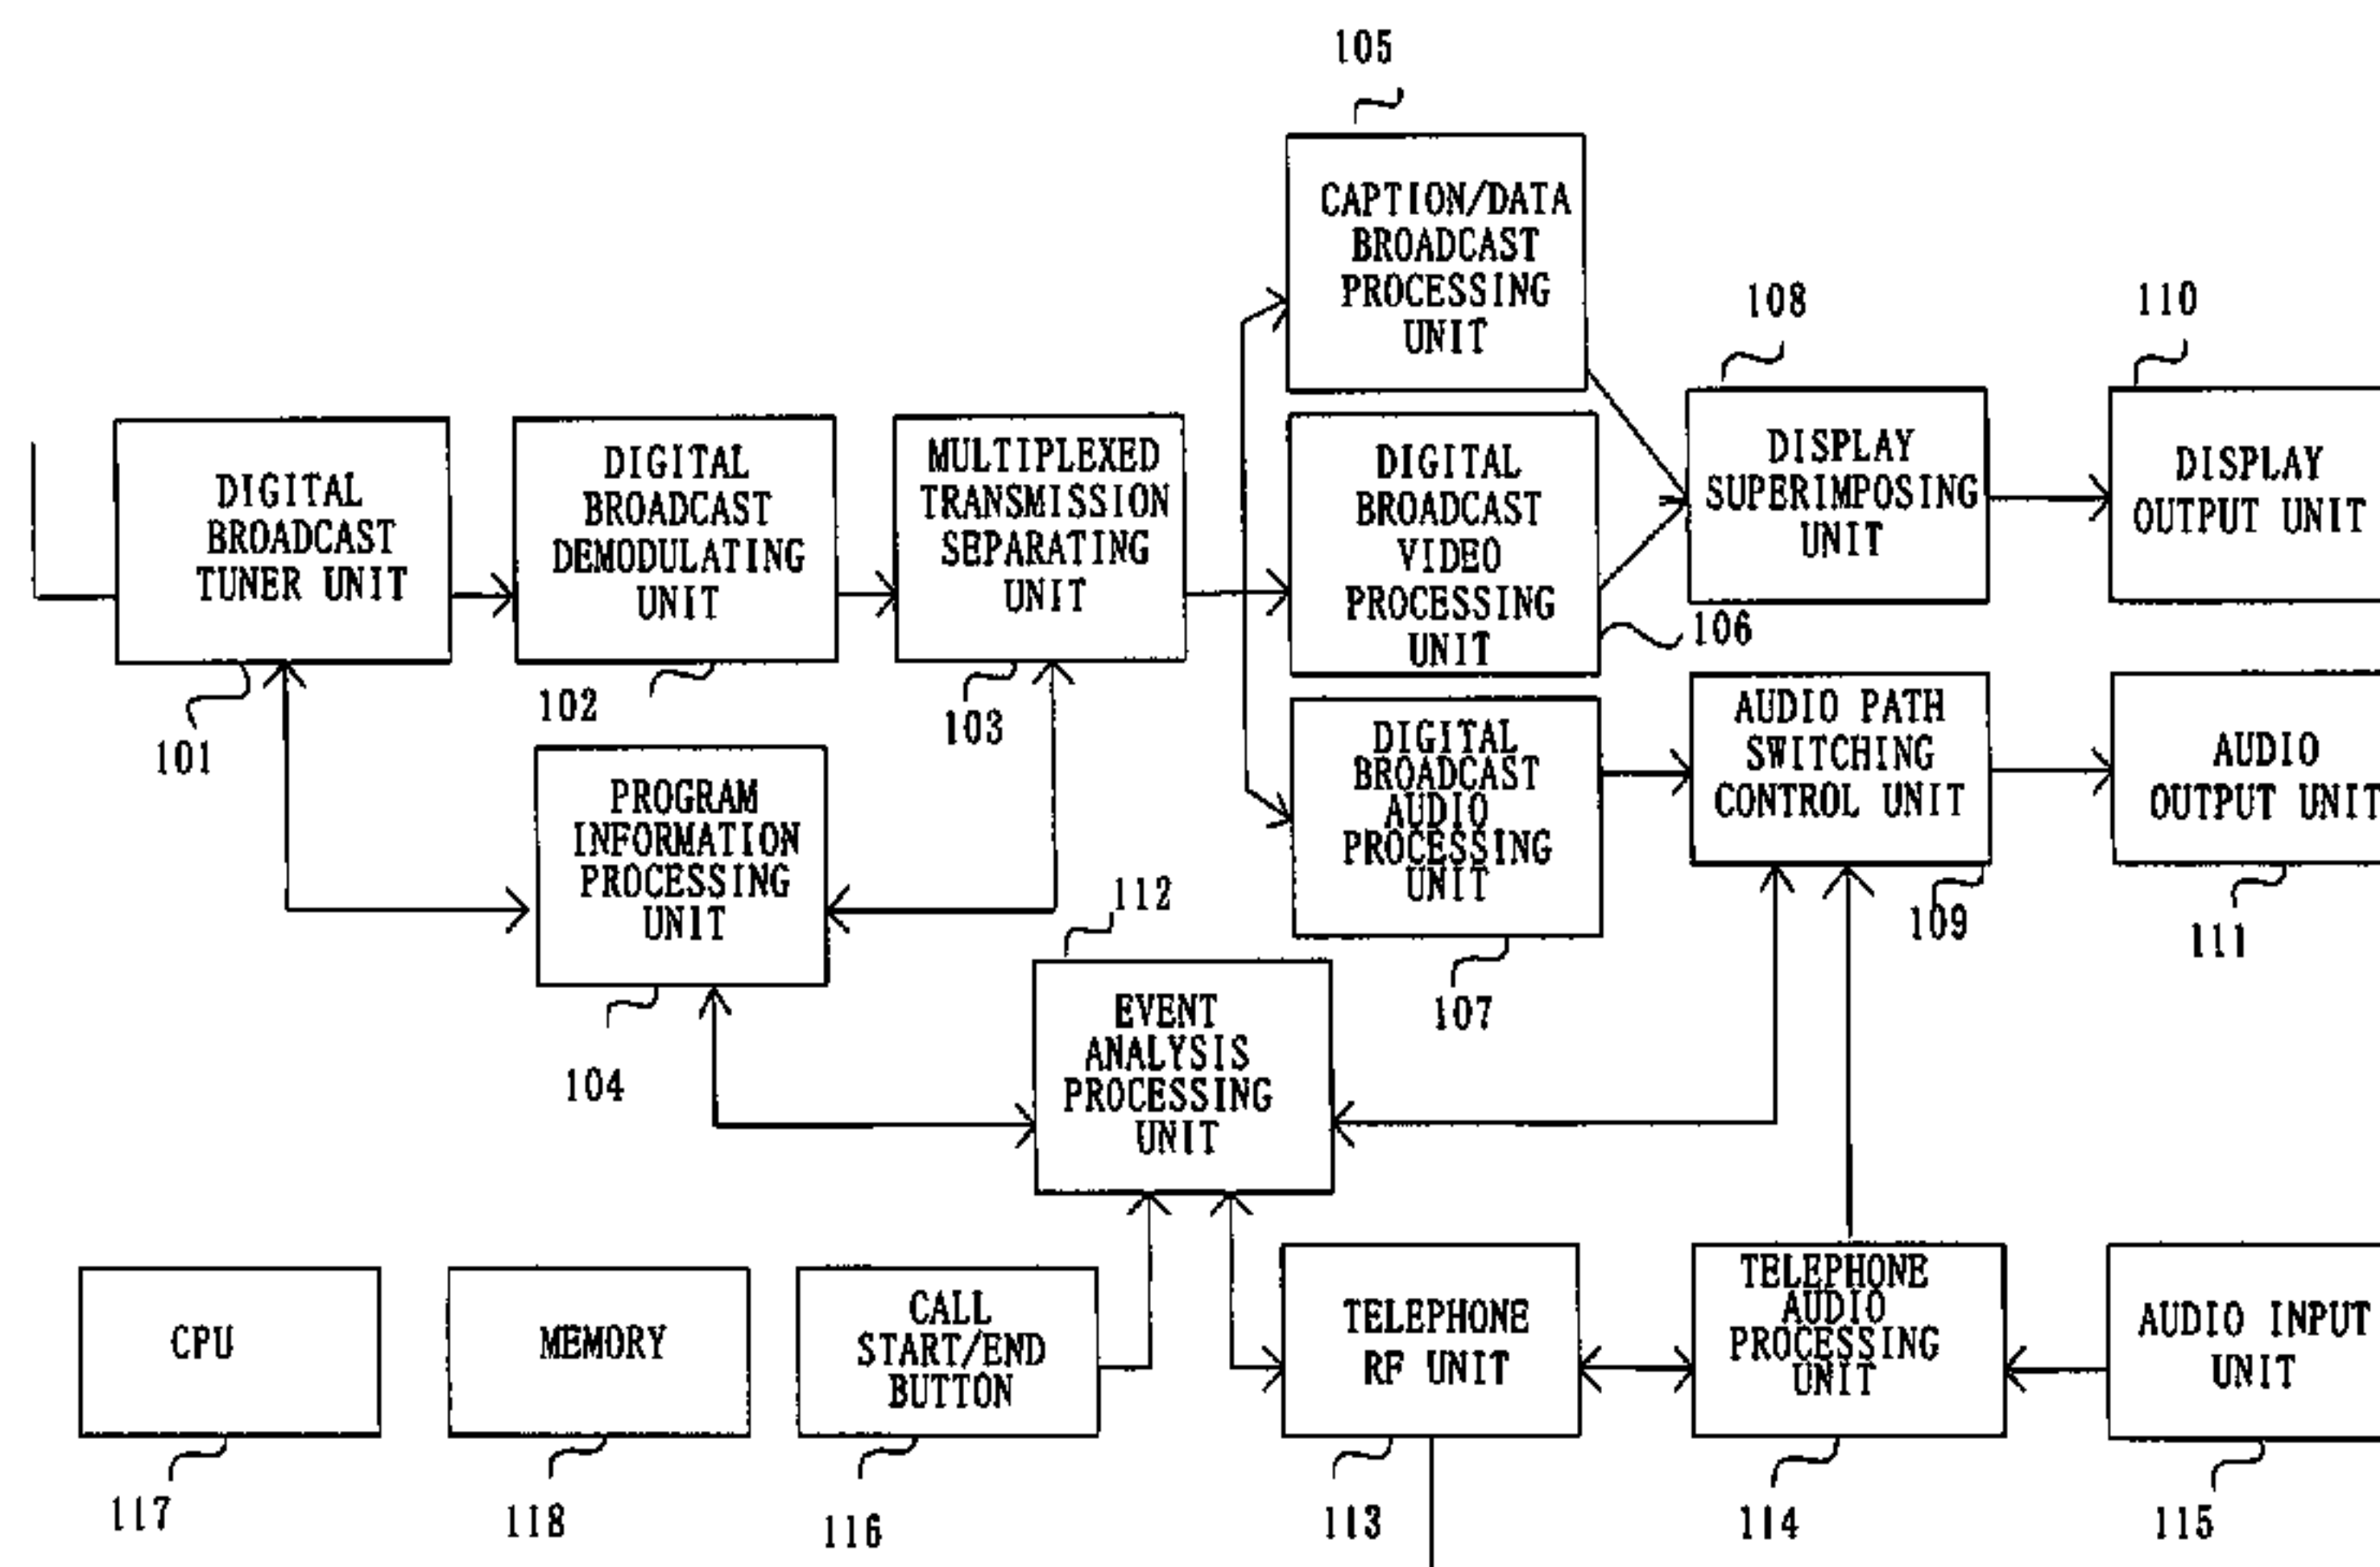 105
CAPTION/DATA
BROADCAST
PROCESSING
UNIT
108
110
DIGITAL
BROADCAST
TUNER UNIT
DIGITAL
BROADCAST
DEMODULATING
UNIT
MULTIPLEXED
TRANSMISSION
SEPARATING
UNIT
DIGITAL
BROADCAST
VIDEO
PROCESSING
UNIT
DISPLAY
SUPERIMPOSING
UNIT
DISPLAY
OUTPUT UNIT
106
101
102
103
PROGRAM
INFORMATION
PROCESSING
UNIT
DIGITAL
BROADCAST
AUDIO
PROCESSING
UNIT
AUDIO PATH
SWITCHING
CONTROL UNIT
AUDIO
OUTPUT UNIT
112
109
111
104
EVENT
ANALYSIS
PROCESSING
UNIT
107
CPU
MEMORY
CALL
START/END
BUTTON
TELEPHONE
RF UNIT
TELEPHONE
AUDIO
PROCESSING
UNIT
AUDIO INPUT
UNIT
117
118
116
113
114
115